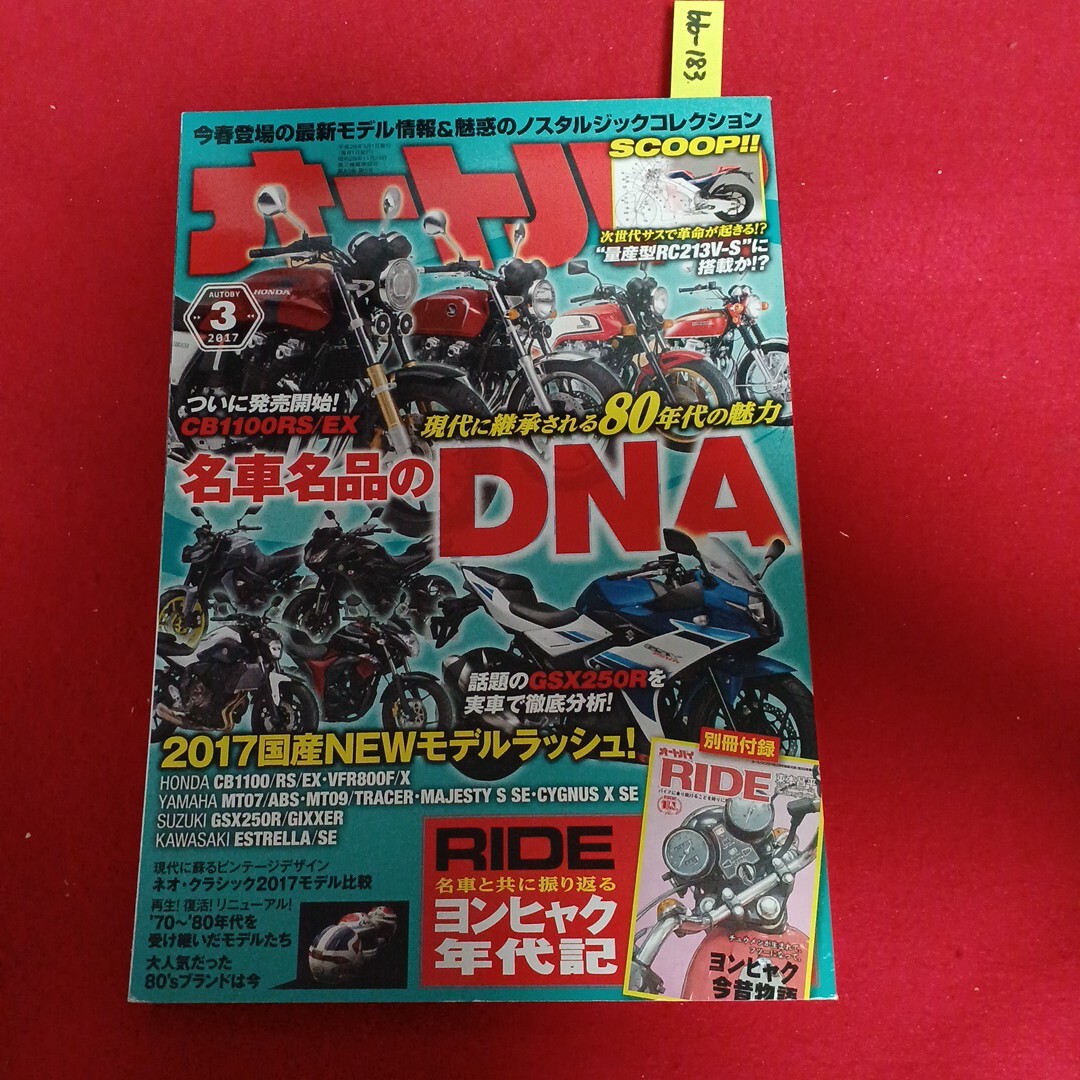 bb-183
今春登場の最新モデル情報&魅惑のノスタルジックコレクション
オートバイ
SCOOP!!
次世代サスで革命が起きる!?
“量産型RC213V-S”に
搭載か!?
AUTOBY
3
2017
HONDA
ついに発売開始!
CB1100RS/EX
現代に継承される80年代の魅力
名車名品の
DNA
話題のGSX250Rを
実車で徹底分析!
2017国産NEWモデルラッシュ!
HONDA CB1100/RS/EX・VFR800F/X
YAMAHA MT07/ABS・MT09/TRACER・MAJESTY S SE・CYGNUS X SE
SUZUKI GSX250R/GIXXER
KAWASAKI ESTRELLA/SE
現代に蘇るビンテージデザイン
ネオ・クラシック2017モデル比較
再生!復活!リニューアル!
'70〜'80年代を
受け継いだモデルたち
大人気だった
80'sブランドは今
RIDE
名車と共に振り返る
ヨンヒャク
年代記
別冊付録
オートバイ
RIDE
ヨンヒャク
今昔物語